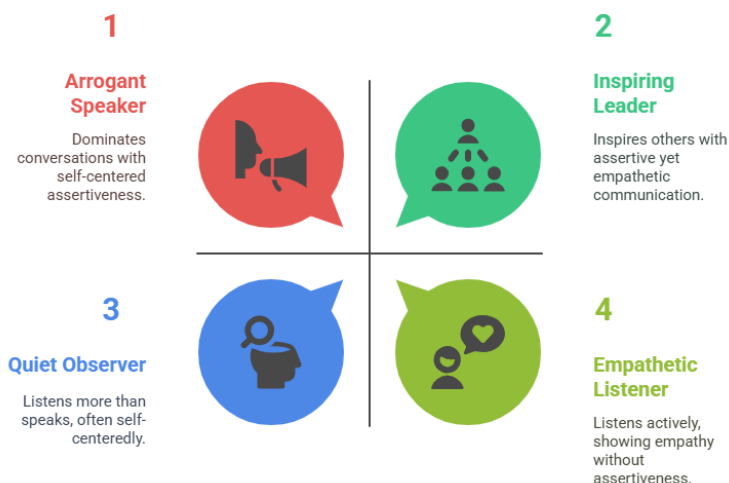 1
Arrogant
Speaker
Dominates
conversations with
self-centered
assertiveness.
2
Inspiring
Leader
Inspires others with
assertive yet
empathetic
communication.
3
Quiet Observer
Listens more than
speaks, often self-
centeredly.
4
Empathetic
Listener
Listens actively,
showing empathy
without
assertiveness.